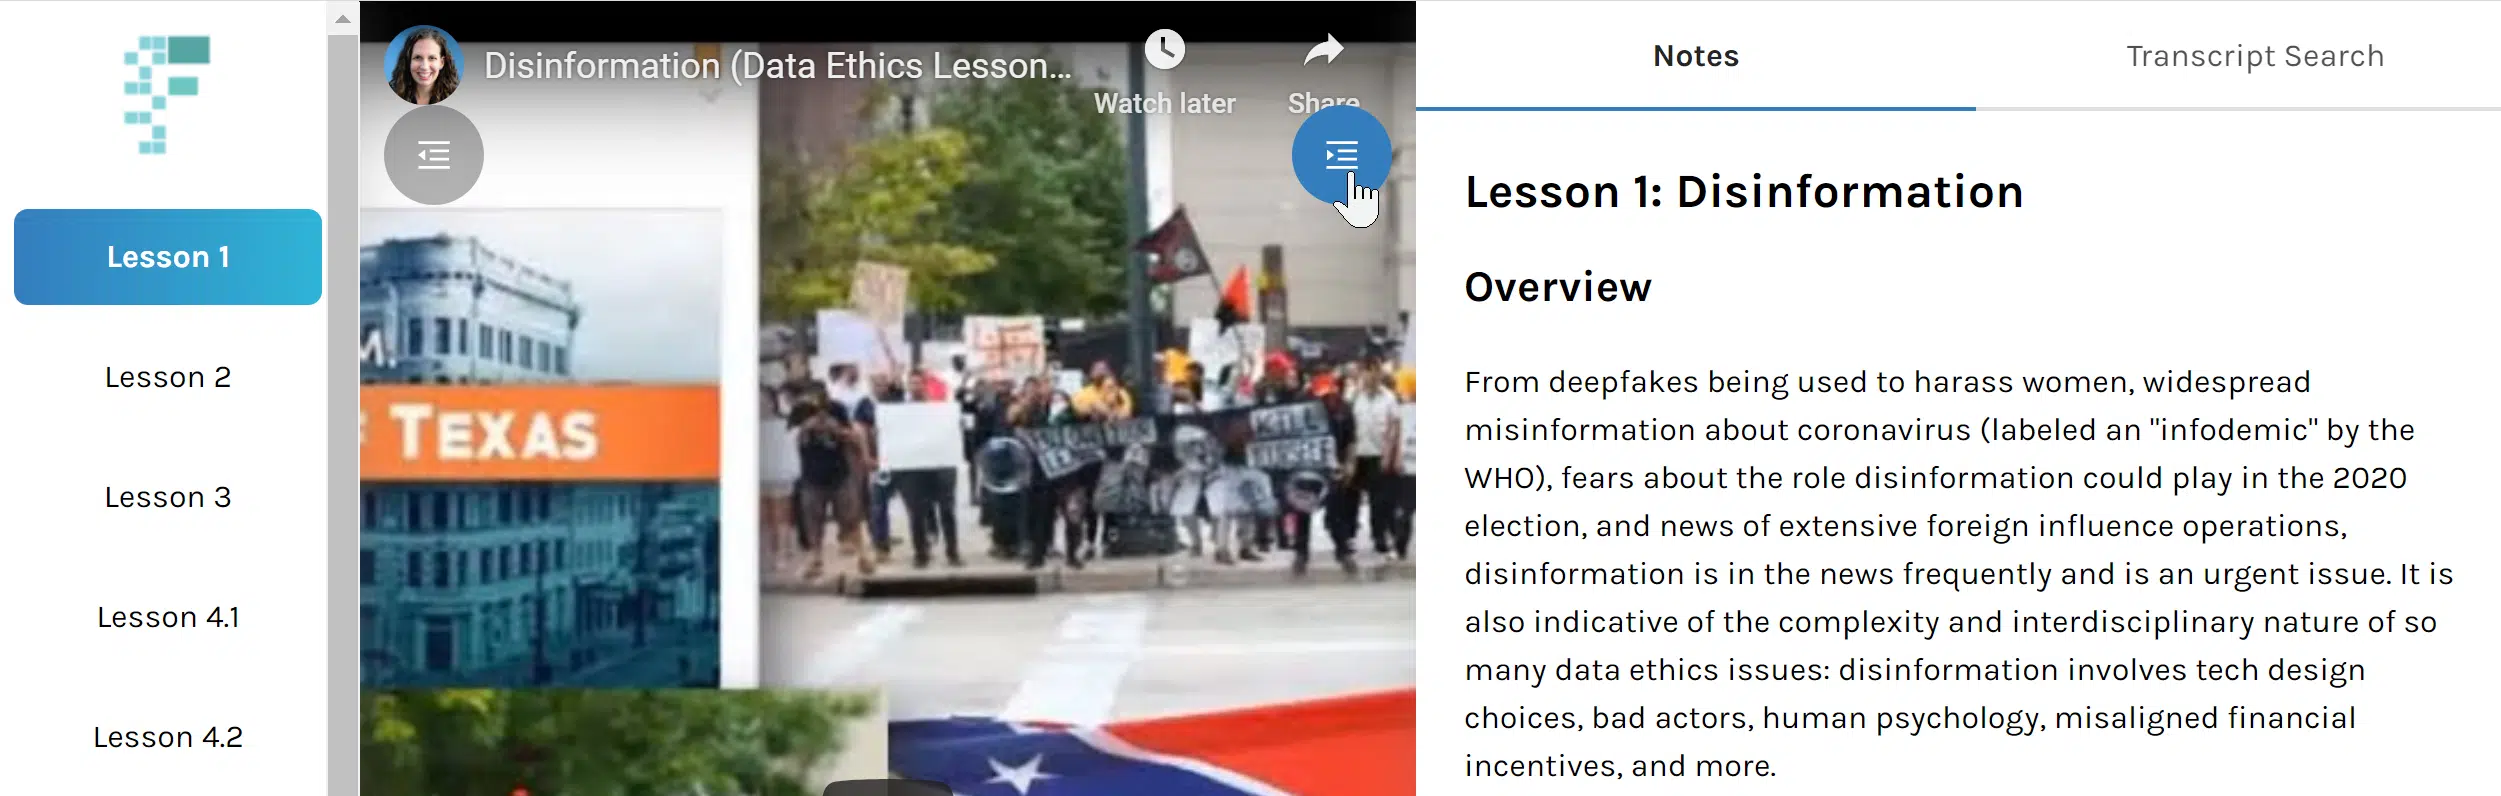 Lesson 1
Lesson 2
Lesson 3
Lesson 4.1
Lesson 4.2
Disinformation (Data Ethics Lesson...
Watch later
Share
M.
TEXAS
Notes
Transcript Search
Lesson 1: Disinformation
Overview
From deepfakes being used to harass women, widespread
misinformation about coronavirus (labeled an "infodemic" by the
WHO), fears about the role disinformation could play in the 2020
election, and news of extensive foreign influence operations,
disinformation is in the news frequently and is an urgent issue. It is
also indicative of the complexity and interdisciplinary nature of so
many data ethics issues: disinformation involves tech design
choices, bad actors, human psychology, misaligned financial
incentives, and more.